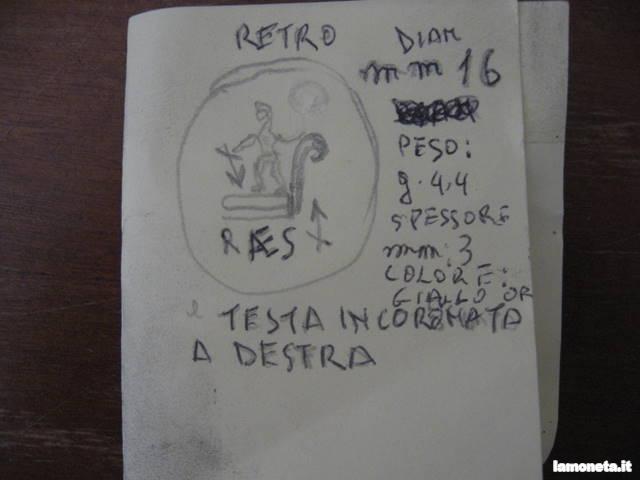 RETRO
DIAM
mm 16
PESO:
g. 4,4
SPESSORE
mm: 3
COLORE:
GIALLO OR
RAES
TESTA INCORONATA
A DESTRA
lamoneta.it